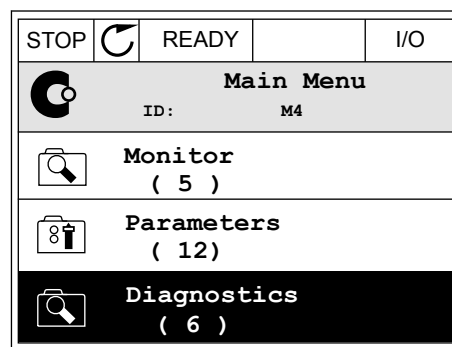 STOP READY I/O
Main Menu
ID: M4
Monitor
( 5 )
Parameters
( 12)
Diagnostics
( 6 )